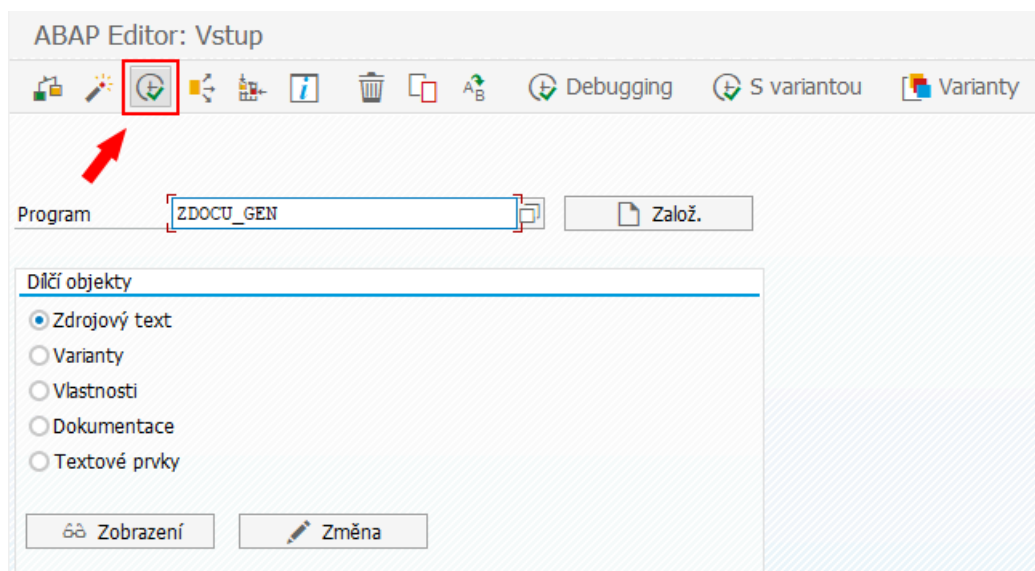 ABAP Editor: Vstup
Debugging S variantou Varianty
Program ZDOCU_GEN Založ.
Dílčí objekty
Zdrojový text
Varianty
Vlastnosti
Dokumentace
Textové prvky
Zobrazení Změna